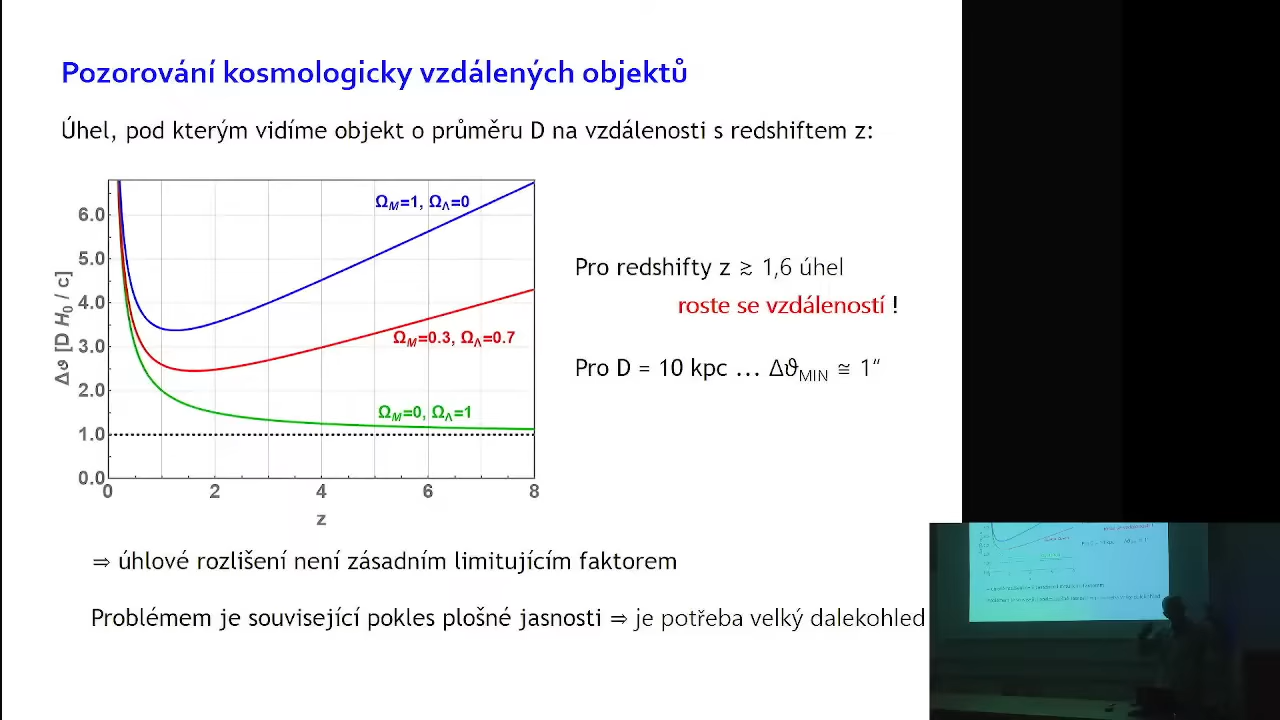 Pozorování kosmologicky vzdálených objektů
Úhel, pod kterým vidíme objekt o průměru D na vzdálenosti s redshiftem z:
Δϑ [D H₀ / c]
6.0
5.0
4.0
3.0
2.0
1.0
0.0
0 2 4 6 8
z
Ω_M=1, Ω_Λ=0
Ω_M=0.3, Ω_Λ=0.7
Ω_M=0, Ω_Λ=1
Pro redshifty z ≳ 1,6 úhel
roste se vzdáleností !
Pro D = 10 kpc ... Δϑ_MIN ≅ 1“
⇒ úhlové rozlišení není zásadním limitujícím faktorem
Problémem je související pokles plošné jasnosti ⇒ je potřeba velký dalekohled